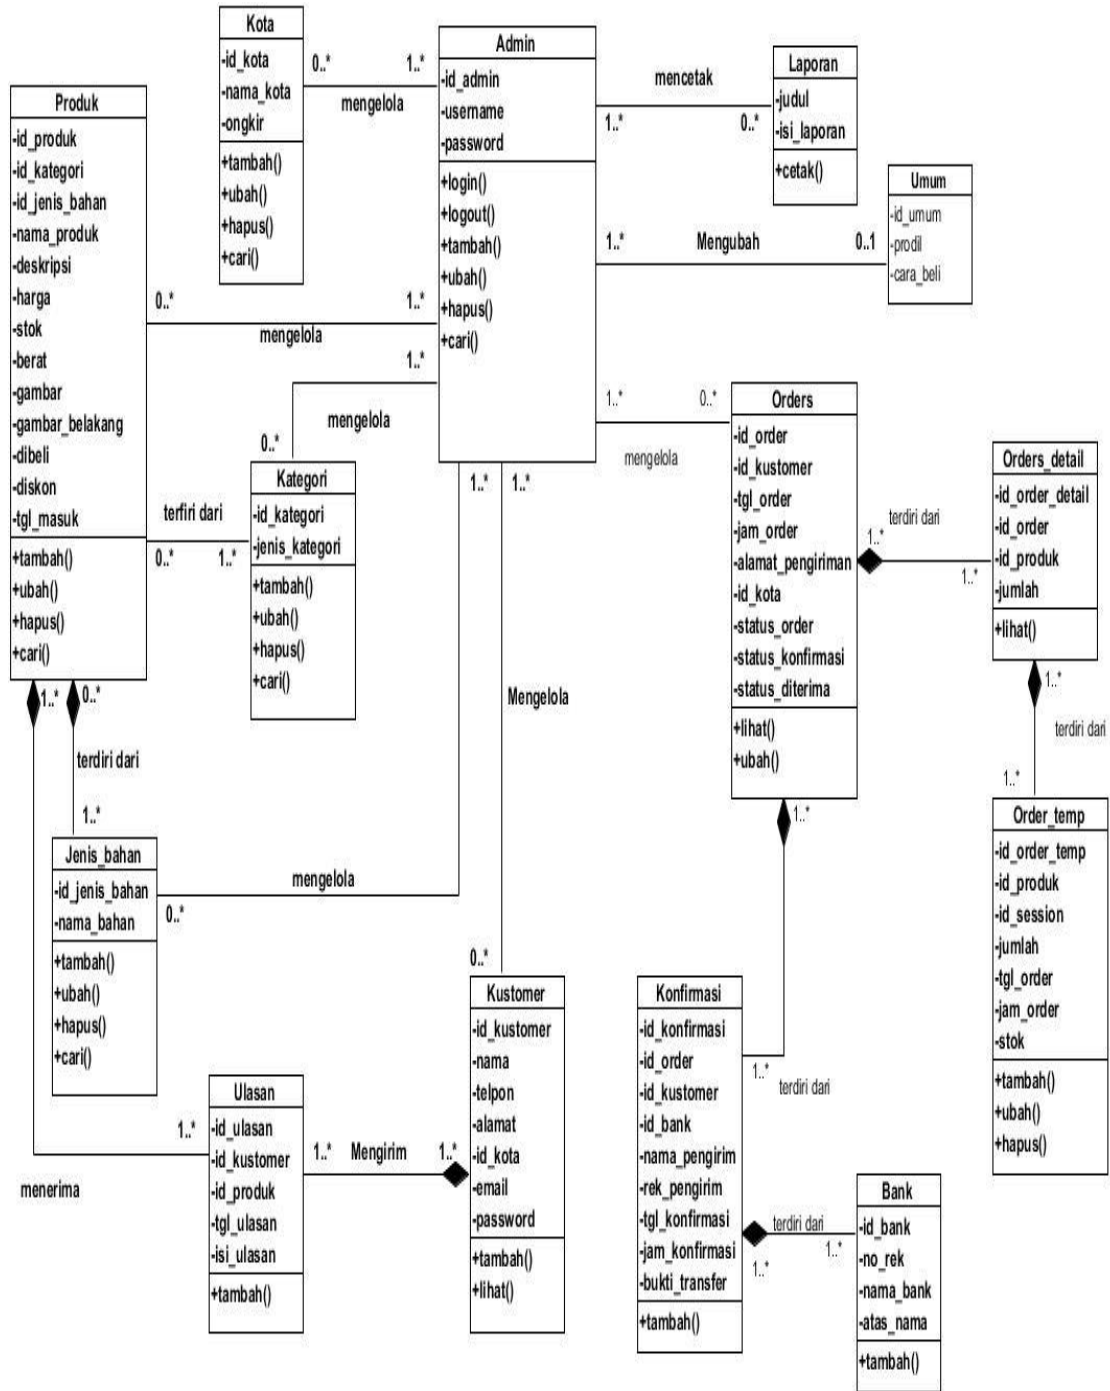 Kota
-id_kota
-nama_kota
-ongkir
+tambah()
+ubah()
+hapus()
+cari()
0..*
1..*
mengelola
Admin
-id_admin
-username
-password
+login()
+logout()
+tambah()
+ubah()
+hapus()
+cari()
mencetak
1..*
0..*
Laporan
-judul
-isi_laporan
+cetak()
1..*
Mengubah
0..1
Umum
-id_umum
-prodil
-cara_beli
Produk
-id_produk
-id_kategori
-id_jenis_bahan
-nama_produk
-deskripsi
-harga
-stok
-berat
-gambar
-gambar_belakang
-dibeli
-diskon
-tgl_masuk
+tambah()
+ubah()
+hapus()
+cari()
0..*
1..*
mengelola
1..*
mengelola
0..*
Kategori
-id_kategori
-jenis_kategori
+tambah()
+ubah()
+hapus()
+cari()
terfiri dari
0..*
1..*
1..*
0..*
mengelola
Orders
-id_order
-id_kustomer
-tgl_order
-jam_order
-alamat_pengiriman
-id_kota
-status_order
-status_konfirmasi
-status_diterima
+lihat()
+ubah()
terdiri dari
1..*
1..*
Orders_detail
-id_order_detail
-id_order
-id_produk
-jumlah
+lihat()
1..*
terdiri dari
1..*
Order_temp
-id_order_temp
-id_produk
-id_session
-jumlah
-tgl_order
-jam_order
-stok
+tambah()
+ubah()
+hapus()
1..*
0..*
terdiri dari
1..*
Jenis_bahan
-id_jenis_bahan
-nama_bahan
+tambah()
+ubah()
+hapus()
+cari()
1..*
mengelola
0..*
1..*
Mengelola
0..*
Kustomer
-id_kustomer
-nama
-telpon
-alamat
-id_kota
-email
-password
+tambah()
+lihat()
1..*
menerima
Ulasan
-id_ulasan
-id_kustomer
-id_produk
-tgl_ulasan
-isi_ulasan
+tambah()
1..*
Mengirim
1..*
1..*
1..*
terdiri dari
Konfirmasi
-id_konfirmasi
-id_order
-id_kustomer
-id_bank
-nama_pengirim
-rek_pengirim
-tgl_konfirmasi
-jam_konfirmasi
-bukti_transfer
+tambah()
terdiri dari
1..*
1..*
Bank
-id_bank
-no_rek
-nama_bank
-atas_nama
+tambah()